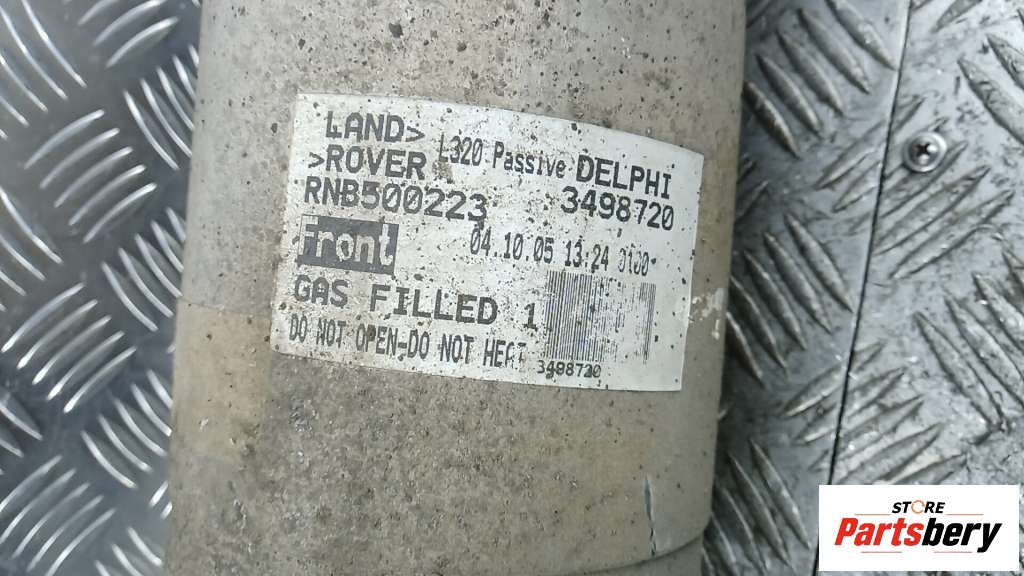 LAND>
>ROVER L320 Passive DELPHI
RNB500223 3498720
Front 04.10.05 13:24
GAS FILLED 1
DO NOT OPEN-DO NOT HEAT
3498720
STORE
Partsbery